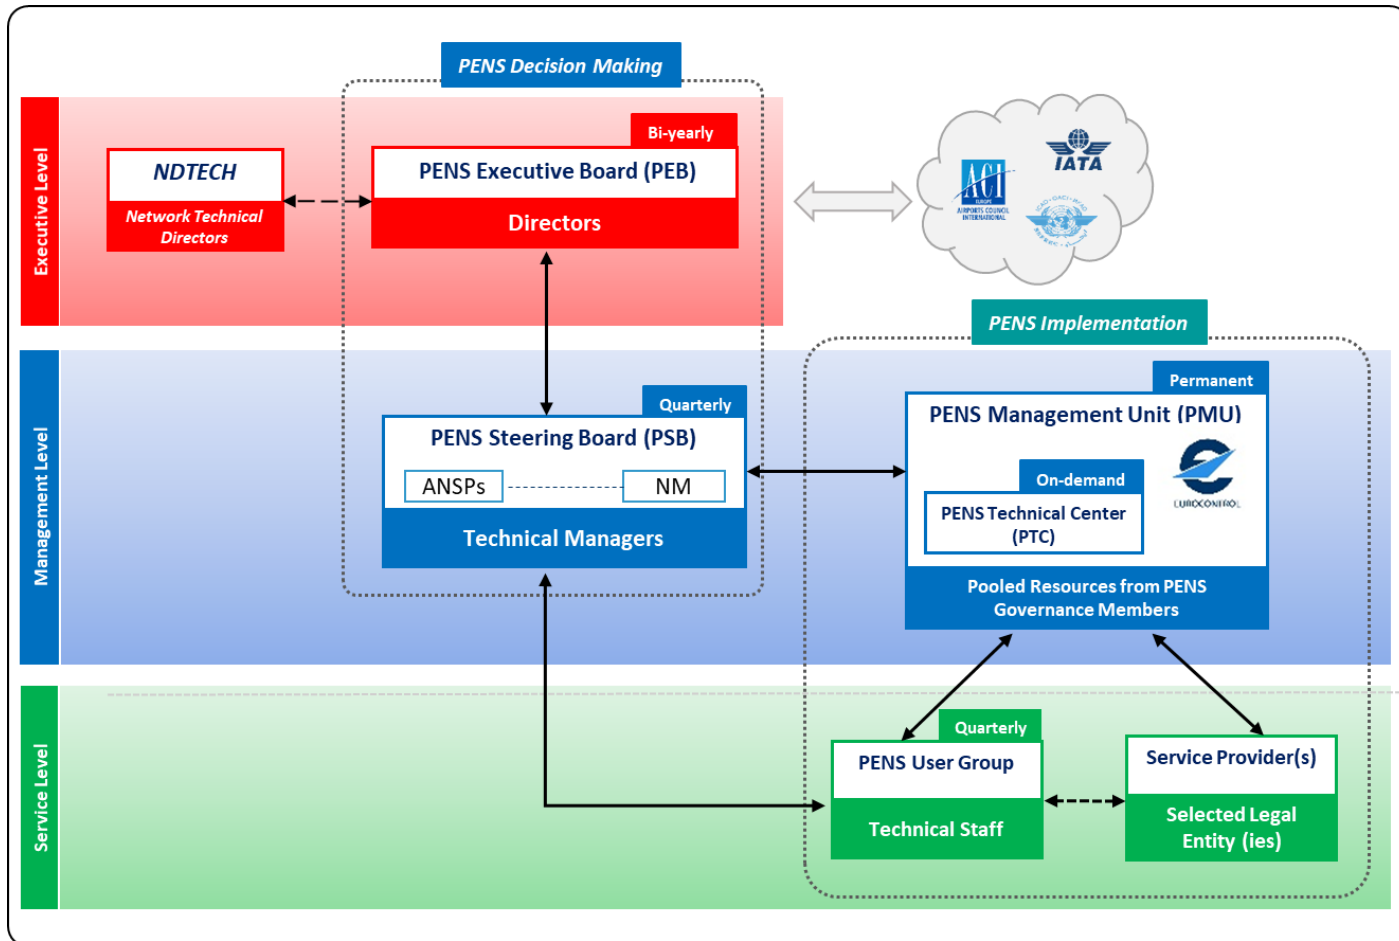 PENS Decision Making
Executive Level
Bi-yearly
NDTECH
Network Technical
Directors
PENS Executive Board (PEB)
Directors
IATA
ACI
EUROPE
AIRPORTS COUNCIL
INTERNATIONAL
PENS Implementation
Management Level
Quarterly
PENS Steering Board (PSB)
ANSPs
NM
Technical Managers
Permanent
PENS Management Unit (PMU)
EUROCONTROL
On-demand
PENS Technical Center
(PTC)
Pooled Resources from PENS
Governance Members
Service Level
Quarterly
PENS User Group
Technical Staff
Service Provider(s)
Selected Legal
Entity (ies)